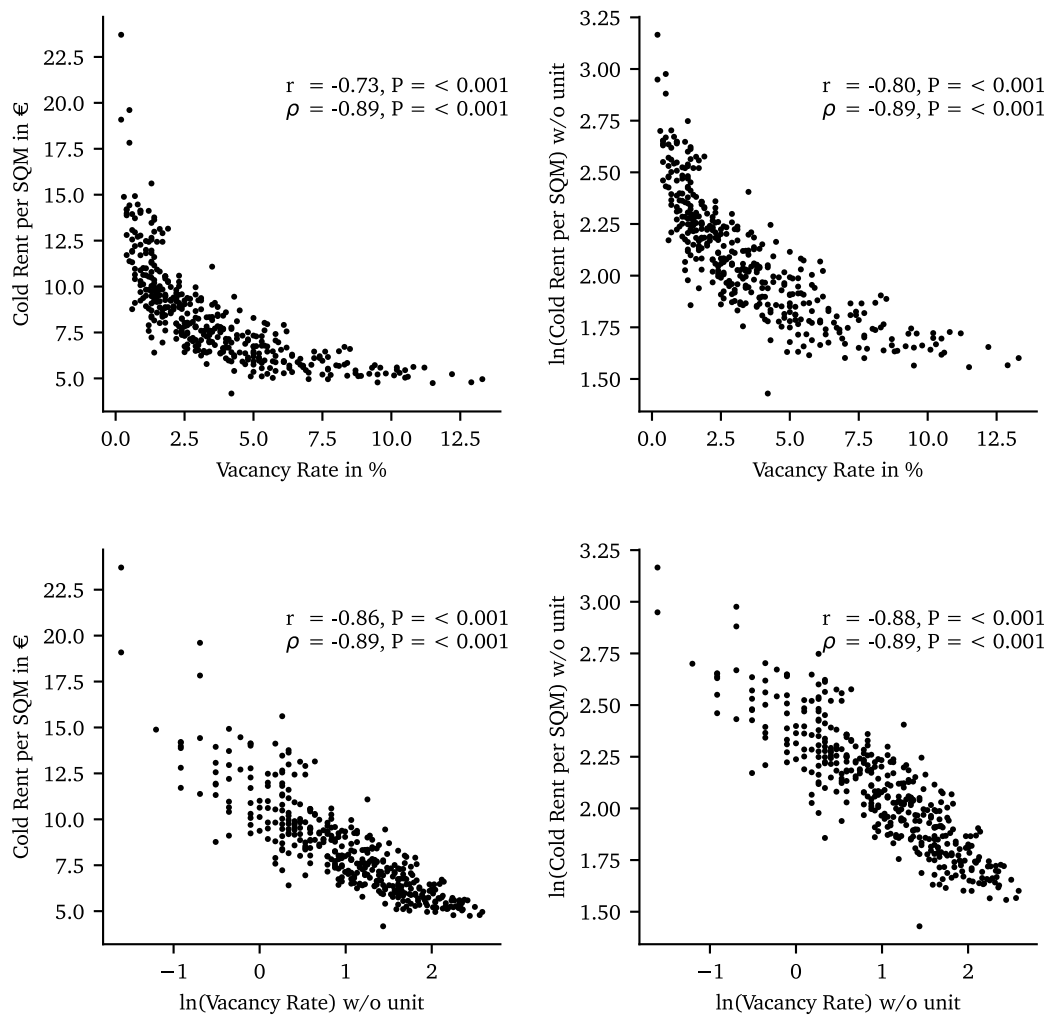 22.5
20.0
17.5
15.0
12.5
10.0
7.5
5.0
Cold Rent per SQM in €
r = -0.73, P = < 0.001
ρ = -0.89, P = < 0.001
0.0 2.5 5.0 7.5 10.0 12.5
Vacancy Rate in %
3.25
3.00
2.75
2.50
2.25
2.00
1.75
1.50
ln(Cold Rent per SQM) w/o unit
r = -0.80, P = < 0.001
ρ = -0.89, P = < 0.001
0.0 2.5 5.0 7.5 10.0 12.5
Vacancy Rate in %
22.5
20.0
17.5
15.0
12.5
10.0
7.5
5.0
Cold Rent per SQM in €
r = -0.86, P = < 0.001
ρ = -0.89, P = < 0.001
−1 0 1 2
ln(Vacancy Rate) w/o unit
3.25
3.00
2.75
2.50
2.25
2.00
1.75
1.50
ln(Cold Rent per SQM) w/o unit
r = -0.88, P = < 0.001
ρ = -0.89, P = < 0.001
−1 0 1 2
ln(Vacancy Rate) w/o unit